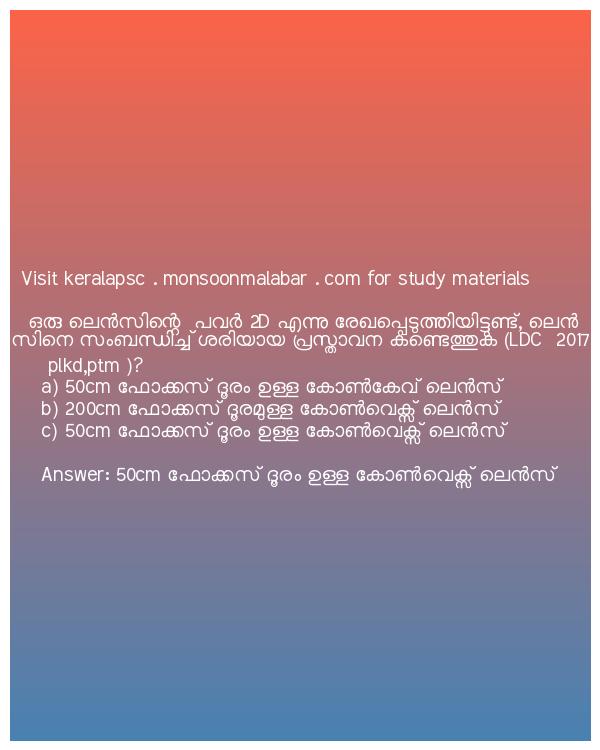 Visit keralapsc . monsoonmalabar . com for study materials
ഒരു ലെൻസിന്റെ പവർ 2D എന്നു രേഖപ്പെടുത്തിയിട്ടുണ്ട്, ലെൻ
സിനെ സംബന്ധിച്ച് ശരിയായ പ്രസ്താവന കണ്ടെത്തുക (LDC 2017
plkd,ptm )?
a) 50cm ഫോക്കസ് ദൂരം ഉള്ള കോൺകേവ് ലെൻസ്
b) 200cm ഫോക്കസ് ദൂരമുള്ള കോൺവെക്സ് ലെൻസ്
c) 50cm ഫോക്കസ് ദൂരം ഉള്ള കോൺവെക്സ് ലെൻസ്
Answer: 50cm ഫോക്കസ് ദൂരം ഉള്ള കോൺവെക്സ് ലെൻസ്